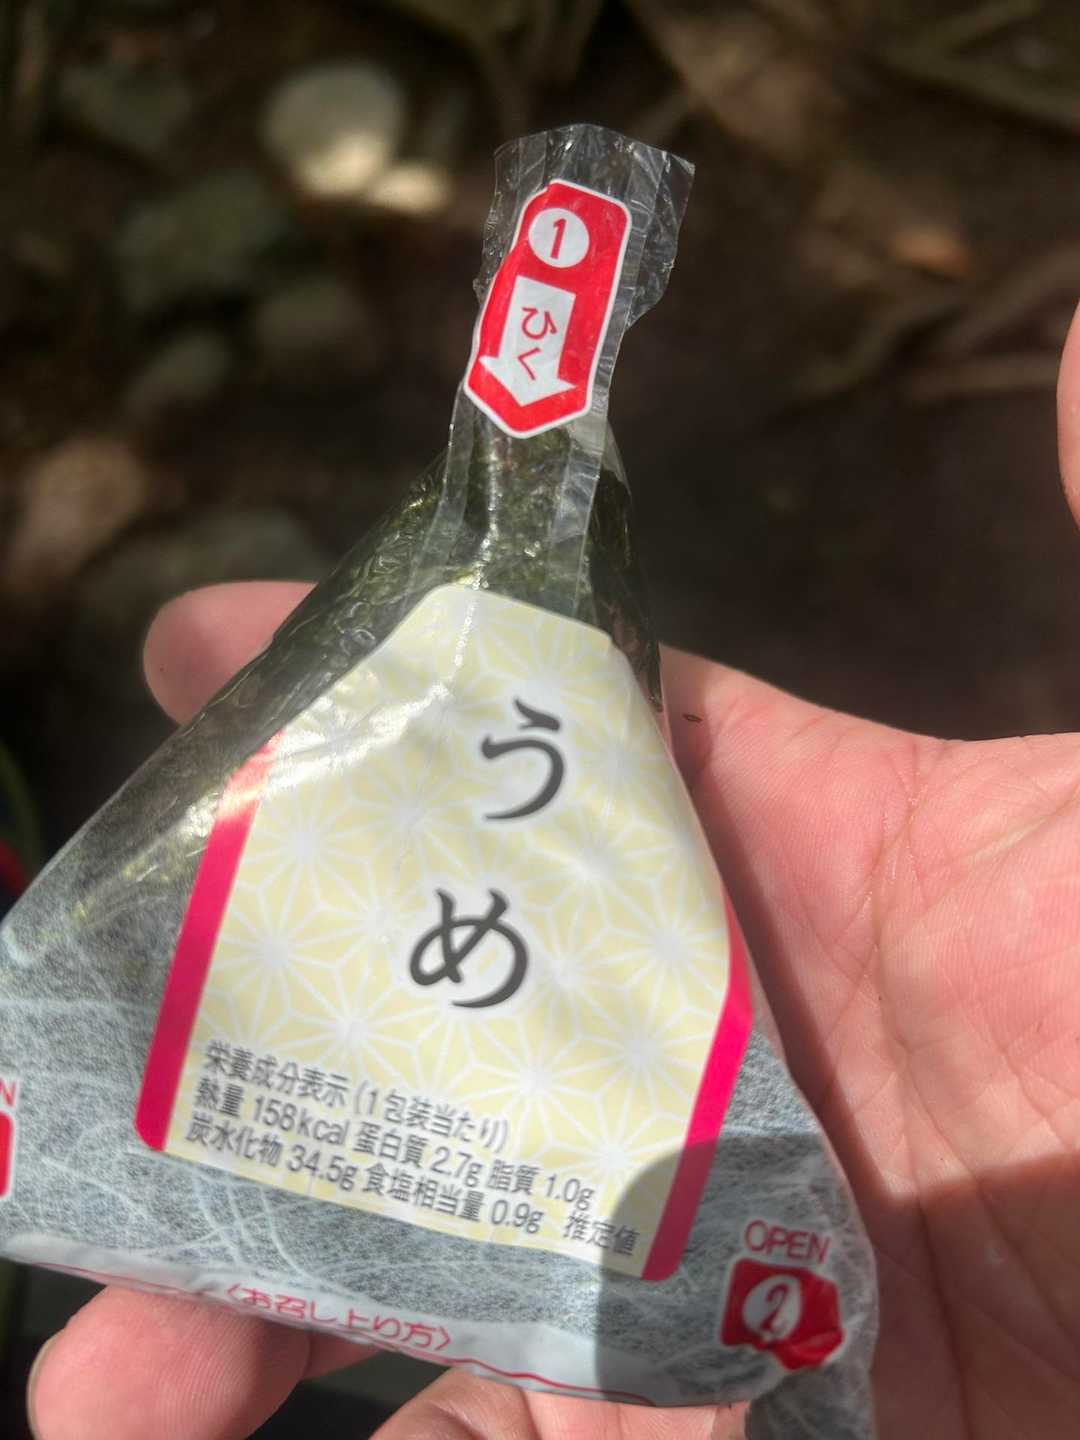 1
ひく
うめ
栄養成分表示(1包装当たり)
熱量 158kcal 蛋白質 2.7g 脂質 1.0g
炭水化物 34.5g 食塩相当量 0.9g 推定値
OPEN
2
〈お召し上り方〉